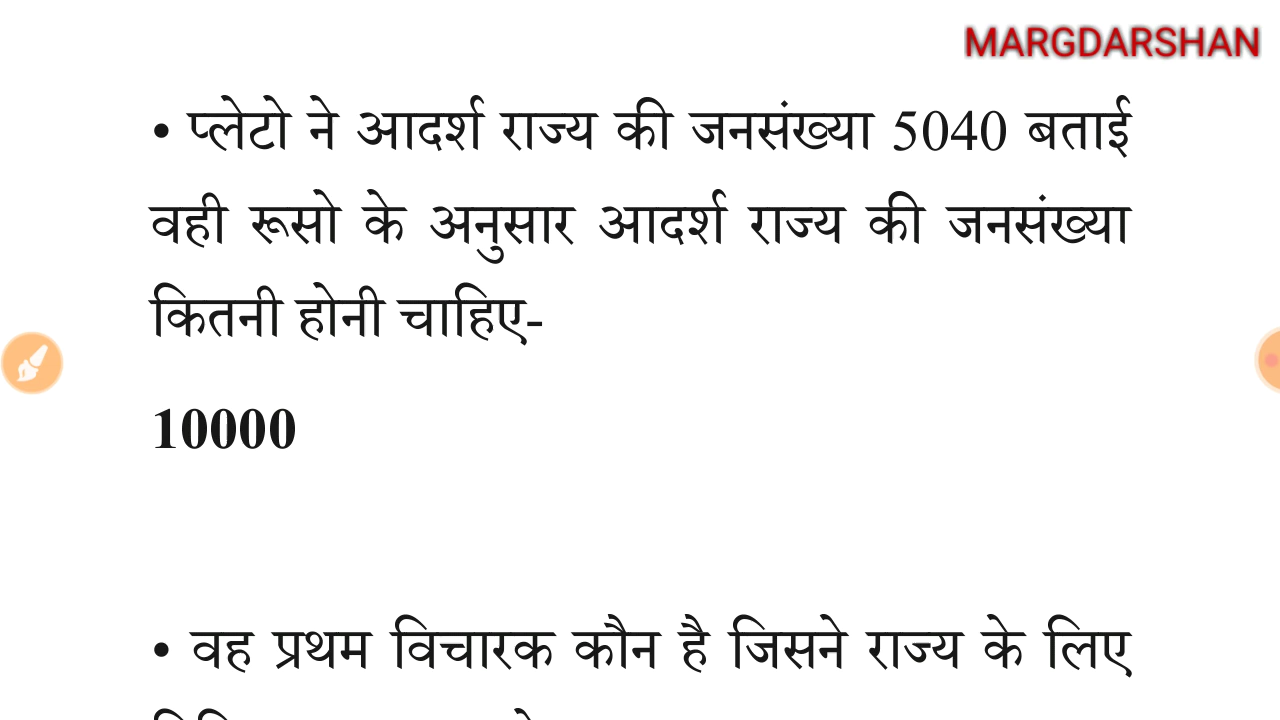 MARGDARSHAN
• प्लेटो ने आदर्श राज्य की जनसंख्या 5040 बताई
वही रूसो के अनुसार आदर्श राज्य की जनसंख्या
कितनी होनी चाहिए-
10000
• वह प्रथम विचारक कौन है जिसने राज्य के लिए